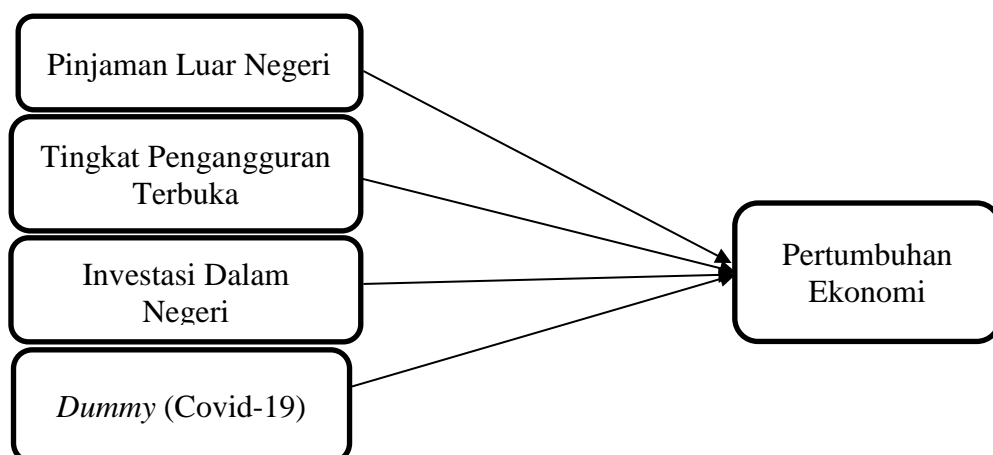 Pinjaman Luar Negeri
Tingkat Pengangguran
Terbuka
Investasi Dalam
Negeri
Dummy (Covid-19)
Pertumbuhan
Ekonomi